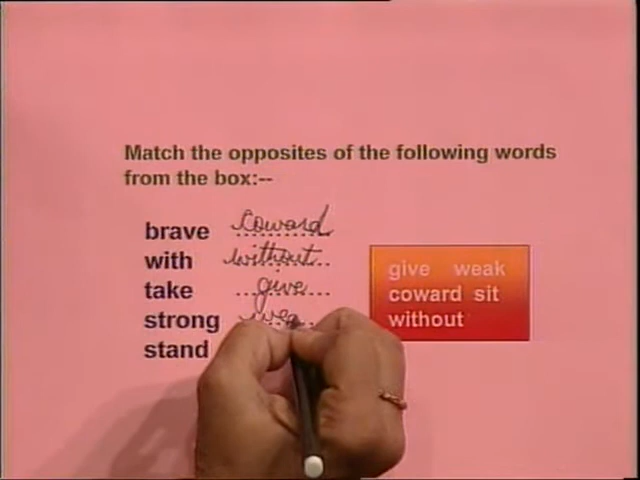 Match the opposites of the following words
from the box:--
brave coward
with without
take give
strong wea
stand
give weak
coward sit
without